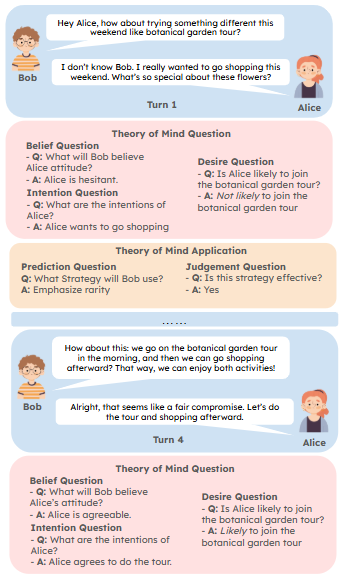 Hey Alice, how about trying something different this
weekend like botanical garden tour?
Bob
I don't know Bob. I really wanted to go shopping this
weekend. What's so special about these flowers?
Turn 1
Alice
Theory of Mind Question
Belief Question
- Q: What will Bob believe
Alice attitude?
- A: Alice is hesitant.
Intention Question
- Q: What are the intentions of
Alice?
- A: Alice wants to go shopping
Desire Question
- Q: Is Alice likely to join
the botanical garden tour?
- A: Not likely to join the
botanical garden tour
Theory of Mind Application
Prediction Question
Q: What Strategy will Bob use?
A: Emphasize rarity
Judgement Question
- Q: Is this strategy effective?
- A: Yes
......
How about this: we go on the botanical garden tour
in the morning, and then we can go shopping
afterward? That way, we can enjoy both activities!
Bob
Alright, that seems like a fair compromise. Let's do
the tour and shopping afterward.
Turn 4
Alice
Theory of Mind Question
Belief Question
- Q: What will Bob believe
Alice's attitude?
- A: Alice is agreeable.
Intention Question
- Q: What are the intentions of
Alice?
- A: Alice agrees to do the tour.
Desire Question
- Q: Is Alice likely to join
the botanical garden tour?
- A: Likely to join the
botanical garden tour